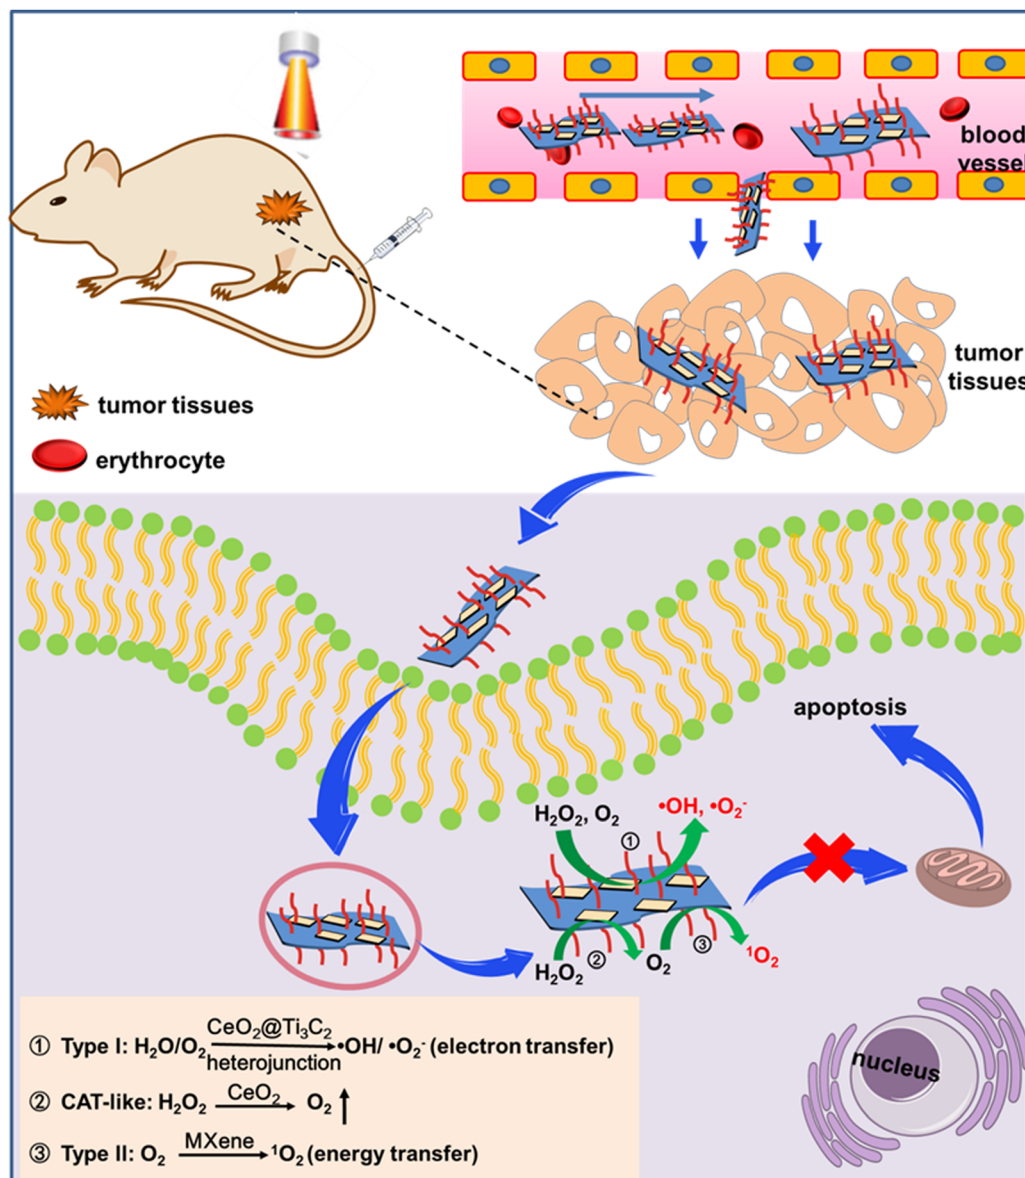 blood
vessel
tumor
tissues
tumor tissues
erythrocyte
apoptosis
H₂O₂, O₂
•OH, •O₂⁻
①
②
③
H₂O₂
O₂
¹O₂
nucleus
① Type I: H₂O/O₂ CeO₂@Ti₃C₂ heterojunction •OH/ •O₂⁻ (electron transfer)
② CAT-like: H₂O₂ CeO₂ O₂
③ Type II: O₂ MXene ¹O₂ (energy transfer)